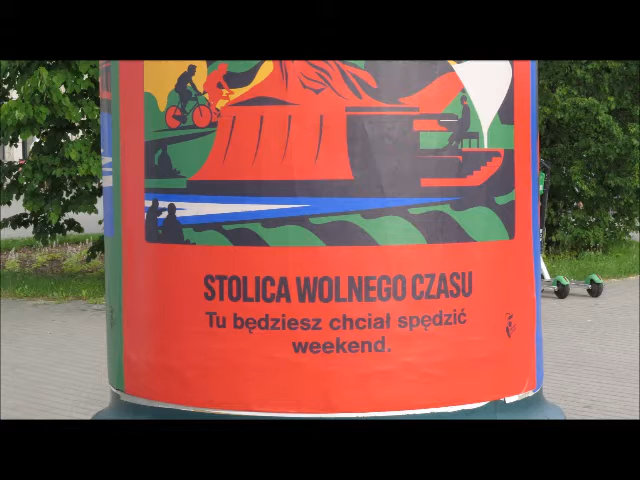 STOLICA WOLNEGO CZASU
Tu będziesz chciał spędzić
weekend.